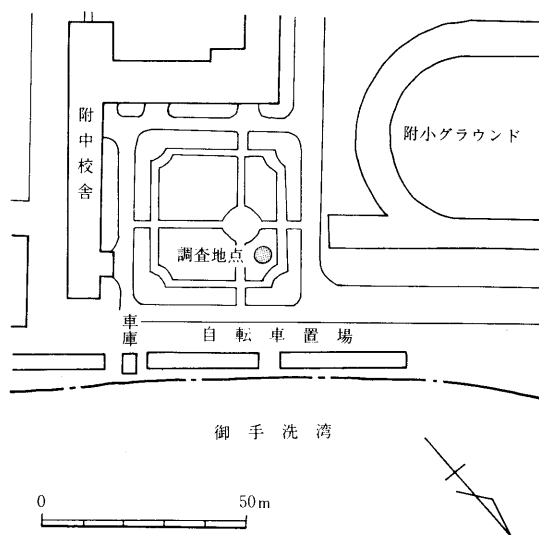 附中校舎
附小グラウンド
調査地点
車庫
自転車置場
御手洗湾
0 50m